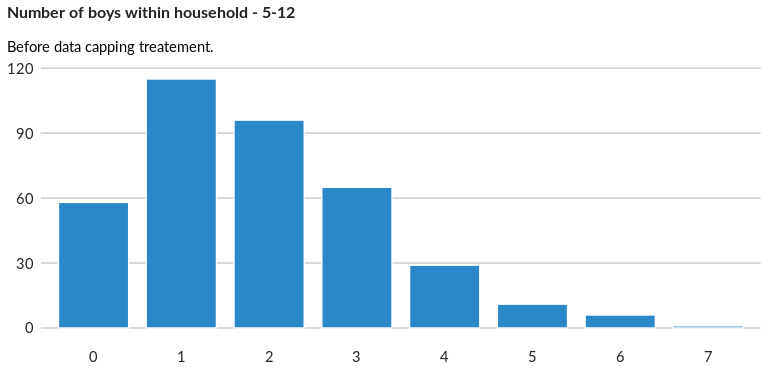 Number of boys within household - 5-12
Before data capping treatement.
120
90
60
30
0
0 1 2 3 4 5 6 7